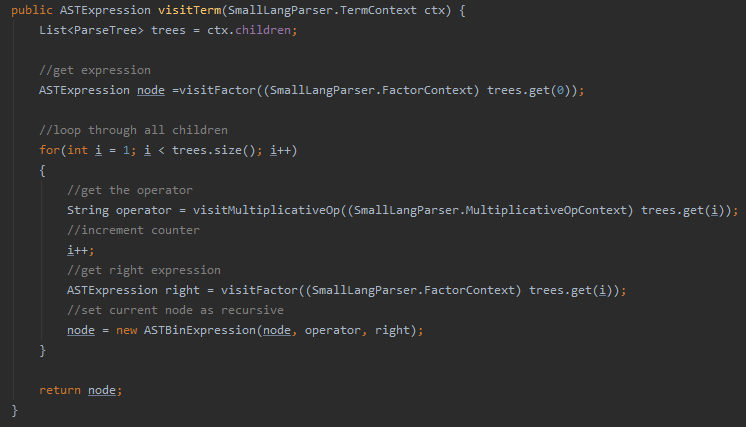 public ASTExpression visitTerm(SmallLangParser.TermContext ctx) {
    List<ParseTree> trees = ctx.children;

    //get expression
    ASTExpression node =visitFactor((SmallLangParser.FactorContext) trees.get(0));

    //loop through all children
    for(int i = 1; i < trees.size(); i++)
    {
        //get the operator
        String operator = visitMultiplicativeOp((SmallLangParser.MultiplicativeOpContext) trees.get(i));
        //increment counter
        i++;
        //get right expression
        ASTExpression right = visitFactor((SmallLangParser.FactorContext) trees.get(i));
        //set current node as recursive
        node = new ASTBinExpression(node, operator, right);
    }

    return node;
}